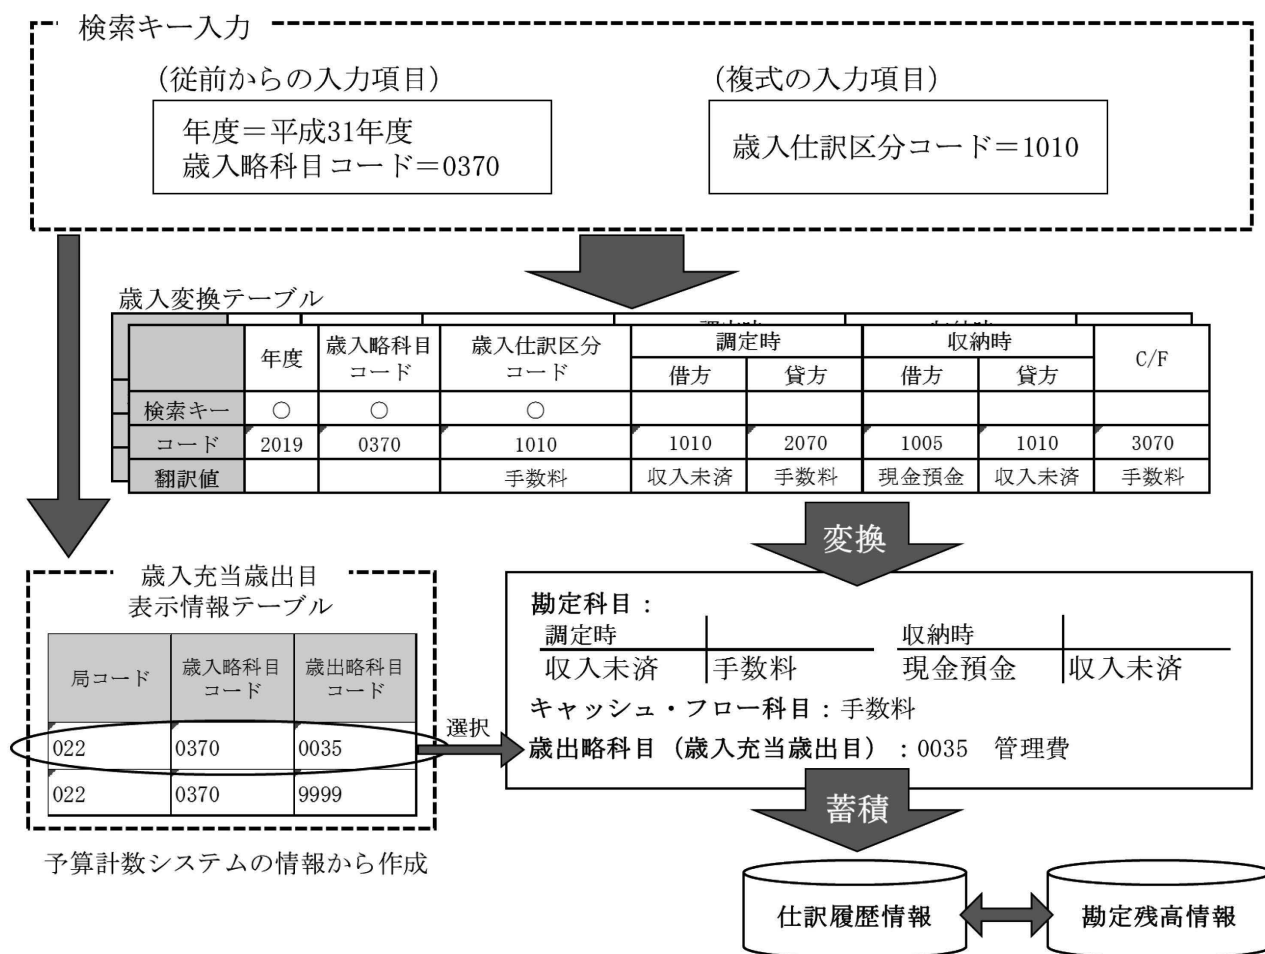 検索キー入力
(従前からの入力項目)
年度＝平成31年度
歳入略科目コード＝0370
(複式の入力項目)
歳入仕訳区分コード＝1010
歳入変換テーブル
年度 歳入略科目コード 歳入仕訳区分コード 調定時 収納時 C/F
借方 貸方 借方 貸方
検索キー ○ ○ ○
コード 2019 0370 1010 1010 2070 1005 1010 3070
翻訳値 手数料 収入未済 手数料 現金預金 収入未済 手数料
変換
歳入充当歳出目
表示情報テーブル
局コード 歳入略科目コード 歳出略科目コード
022 0370 0035
022 0370 9999
予算計数システムの情報から作成
選択
勘定科目：
調定時 収納時
収入未済 手数料 現金預金 収入未済
キャッシュ・フロー科目：手数料
歳出略科目（歳入充当歳出目）：0035 管理費
蓄積
仕訳履歴情報 勘定残高情報